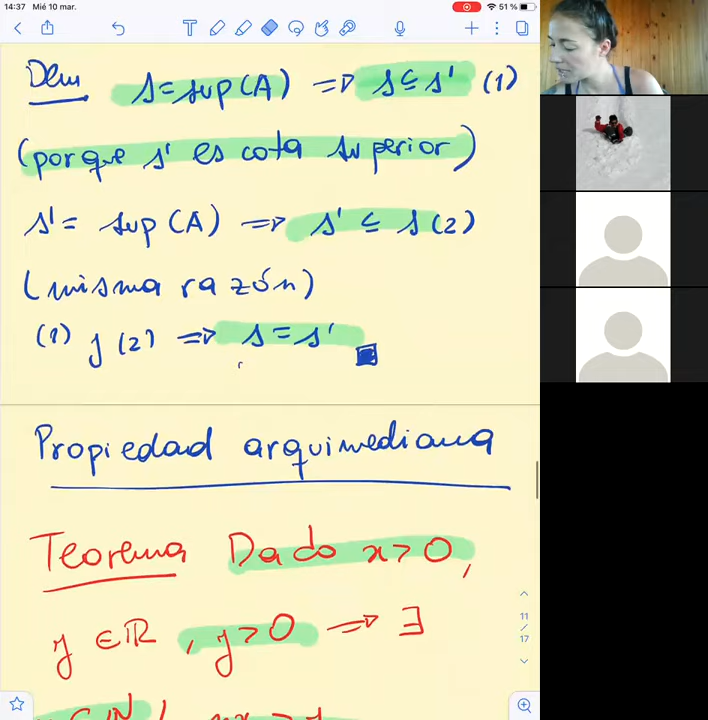 14:37 Mié 10 mar.
51 %
Dem s = sup(A) ⇒ s ≤ s' (1)
(porque s' es cota superior)
s' = sup(A) ⇒ s' ≤ s (2)
(misma razón)
(1) y (2) ⇒ s = s'
Propiedad arquimediana
Teorema Dado x > 0,
y ∈ ℝ, y > 0 ⇒ ∃
11
/
17